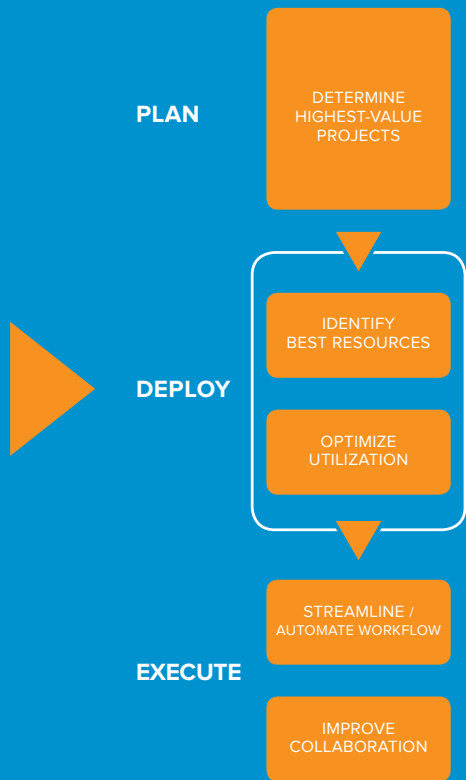 PLAN
DETERMINE
HIGHEST-VALUE
PROJECTS
DEPLOY
IDENTIFY
BEST RESOURCES
OPTIMIZE
UTILIZATION
EXECUTE
STREAMLINE /
AUTOMATE WORKFLOW
IMPROVE
COLLABORATION